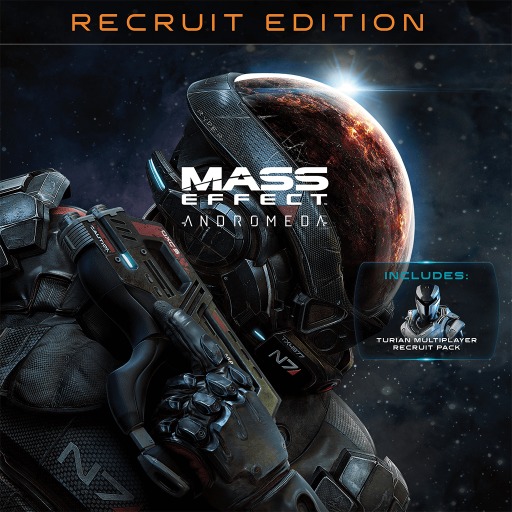 RECRUIT EDITION
MASS
EFFECT
ANDROMEDA
INCLUDES:
TURIAN MULTIPLAYER
RECRUIT PACK
N7
N7